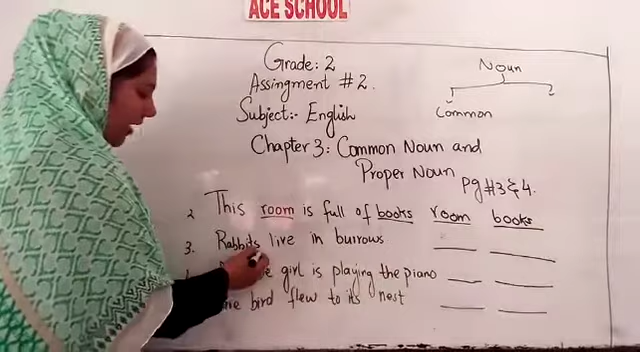 ACE SCHOOL
Grade: 2
Assingment #2.
Subject:- English
Chapter 3: Common Noun and
Proper Noun
Pg #3 & 4.
Noun
Common
2. This room is full of books room books
3. Rabbits live in burrows
girl is playing the piano
bird flew to its nest